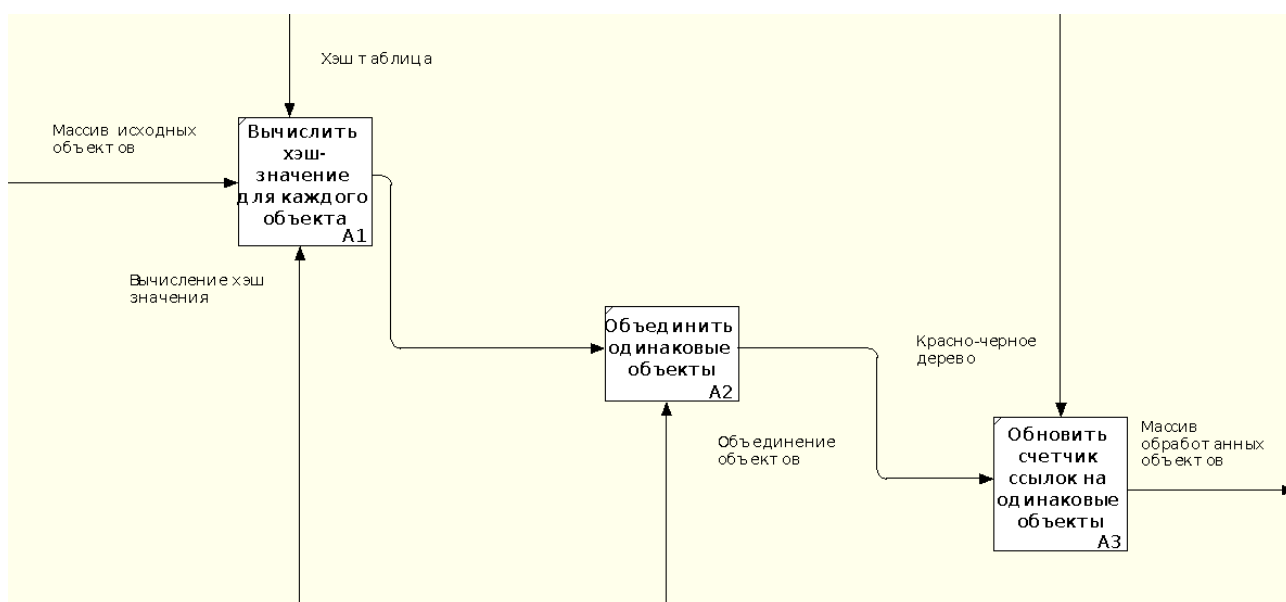 Хэш таблица
Массив исходных
объектов
Вычислить
хэш-
значение
для каждого
объекта
A1
Вычисление хэш
значения
Объединить
одинаковые
объекты
A2
Объединение
объектов
Красно-черное
дерево
Обновить
счетчик
ссылок на
одинаковые
объекты
A3
Массив
обработанных
объектов